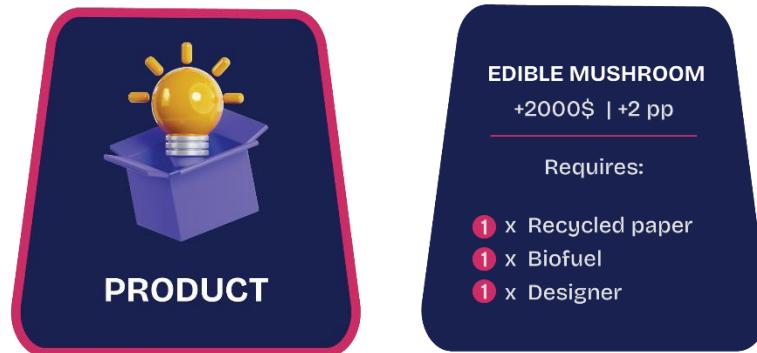 PRODUCT
EDIBLE MUSHROOM
+2000$ | +2 pp
Requires:
1 x Recycled paper
1 x Biofuel
1 x Designer